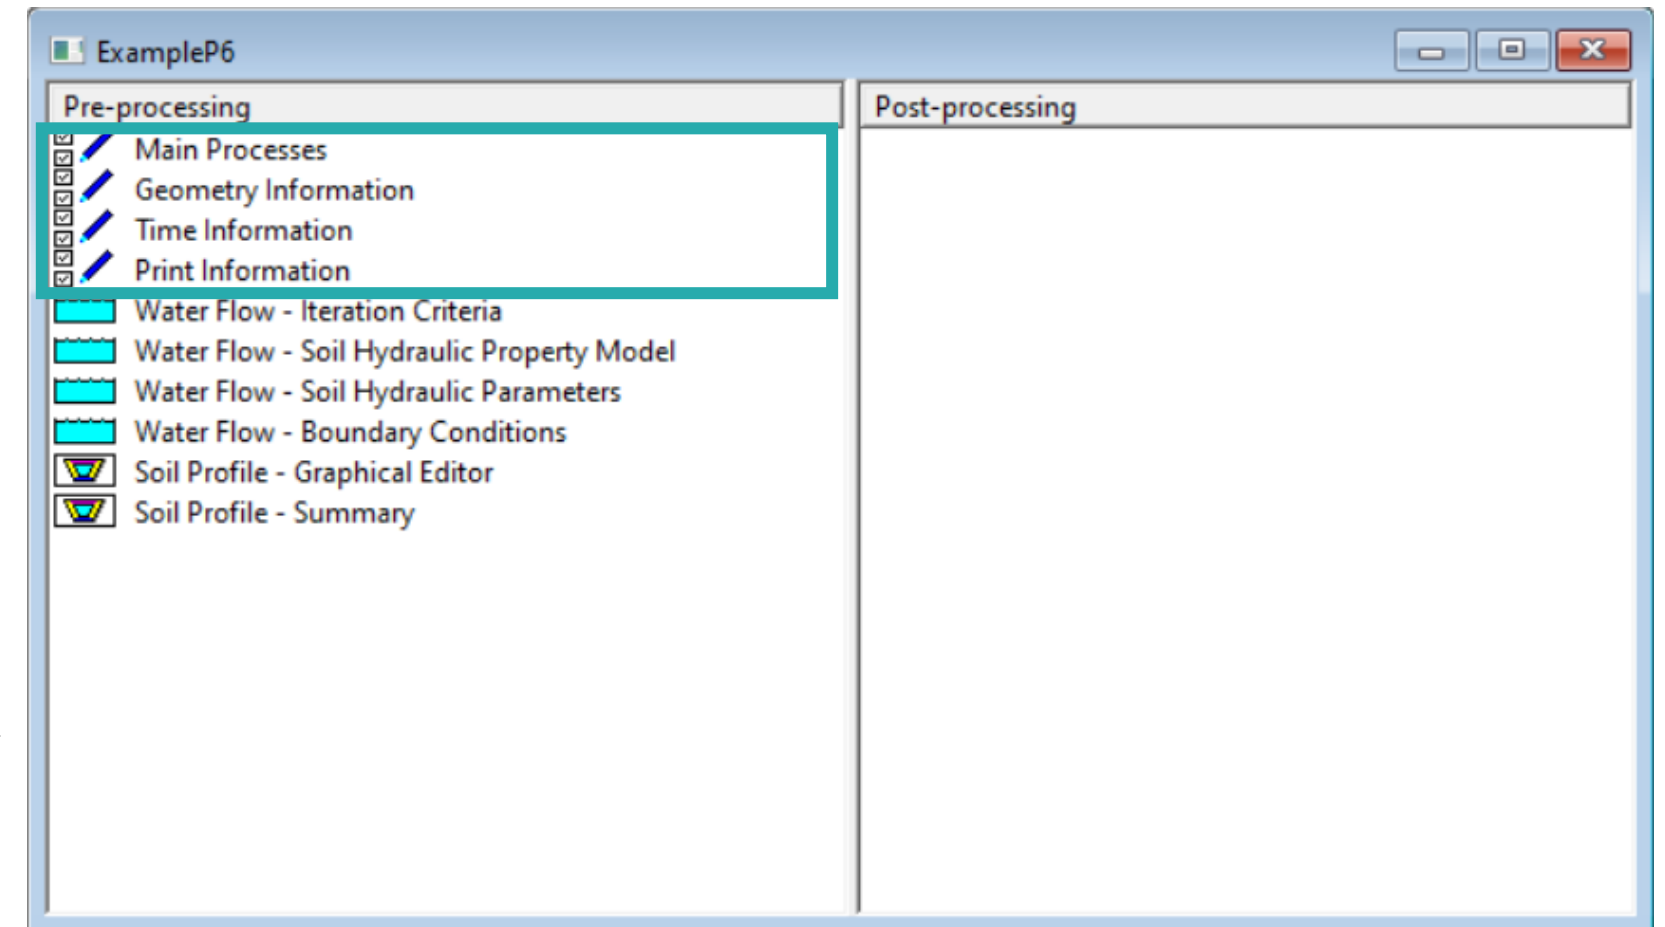 ExampleP6
Pre-processing
Post-processing
Main Processes
Geometry Information
Time Information
Print Information
Water Flow - Iteration Criteria
Water Flow - Soil Hydraulic Property Model
Water Flow - Soil Hydraulic Parameters
Water Flow - Boundary Conditions
Soil Profile - Graphical Editor
Soil Profile - Summary